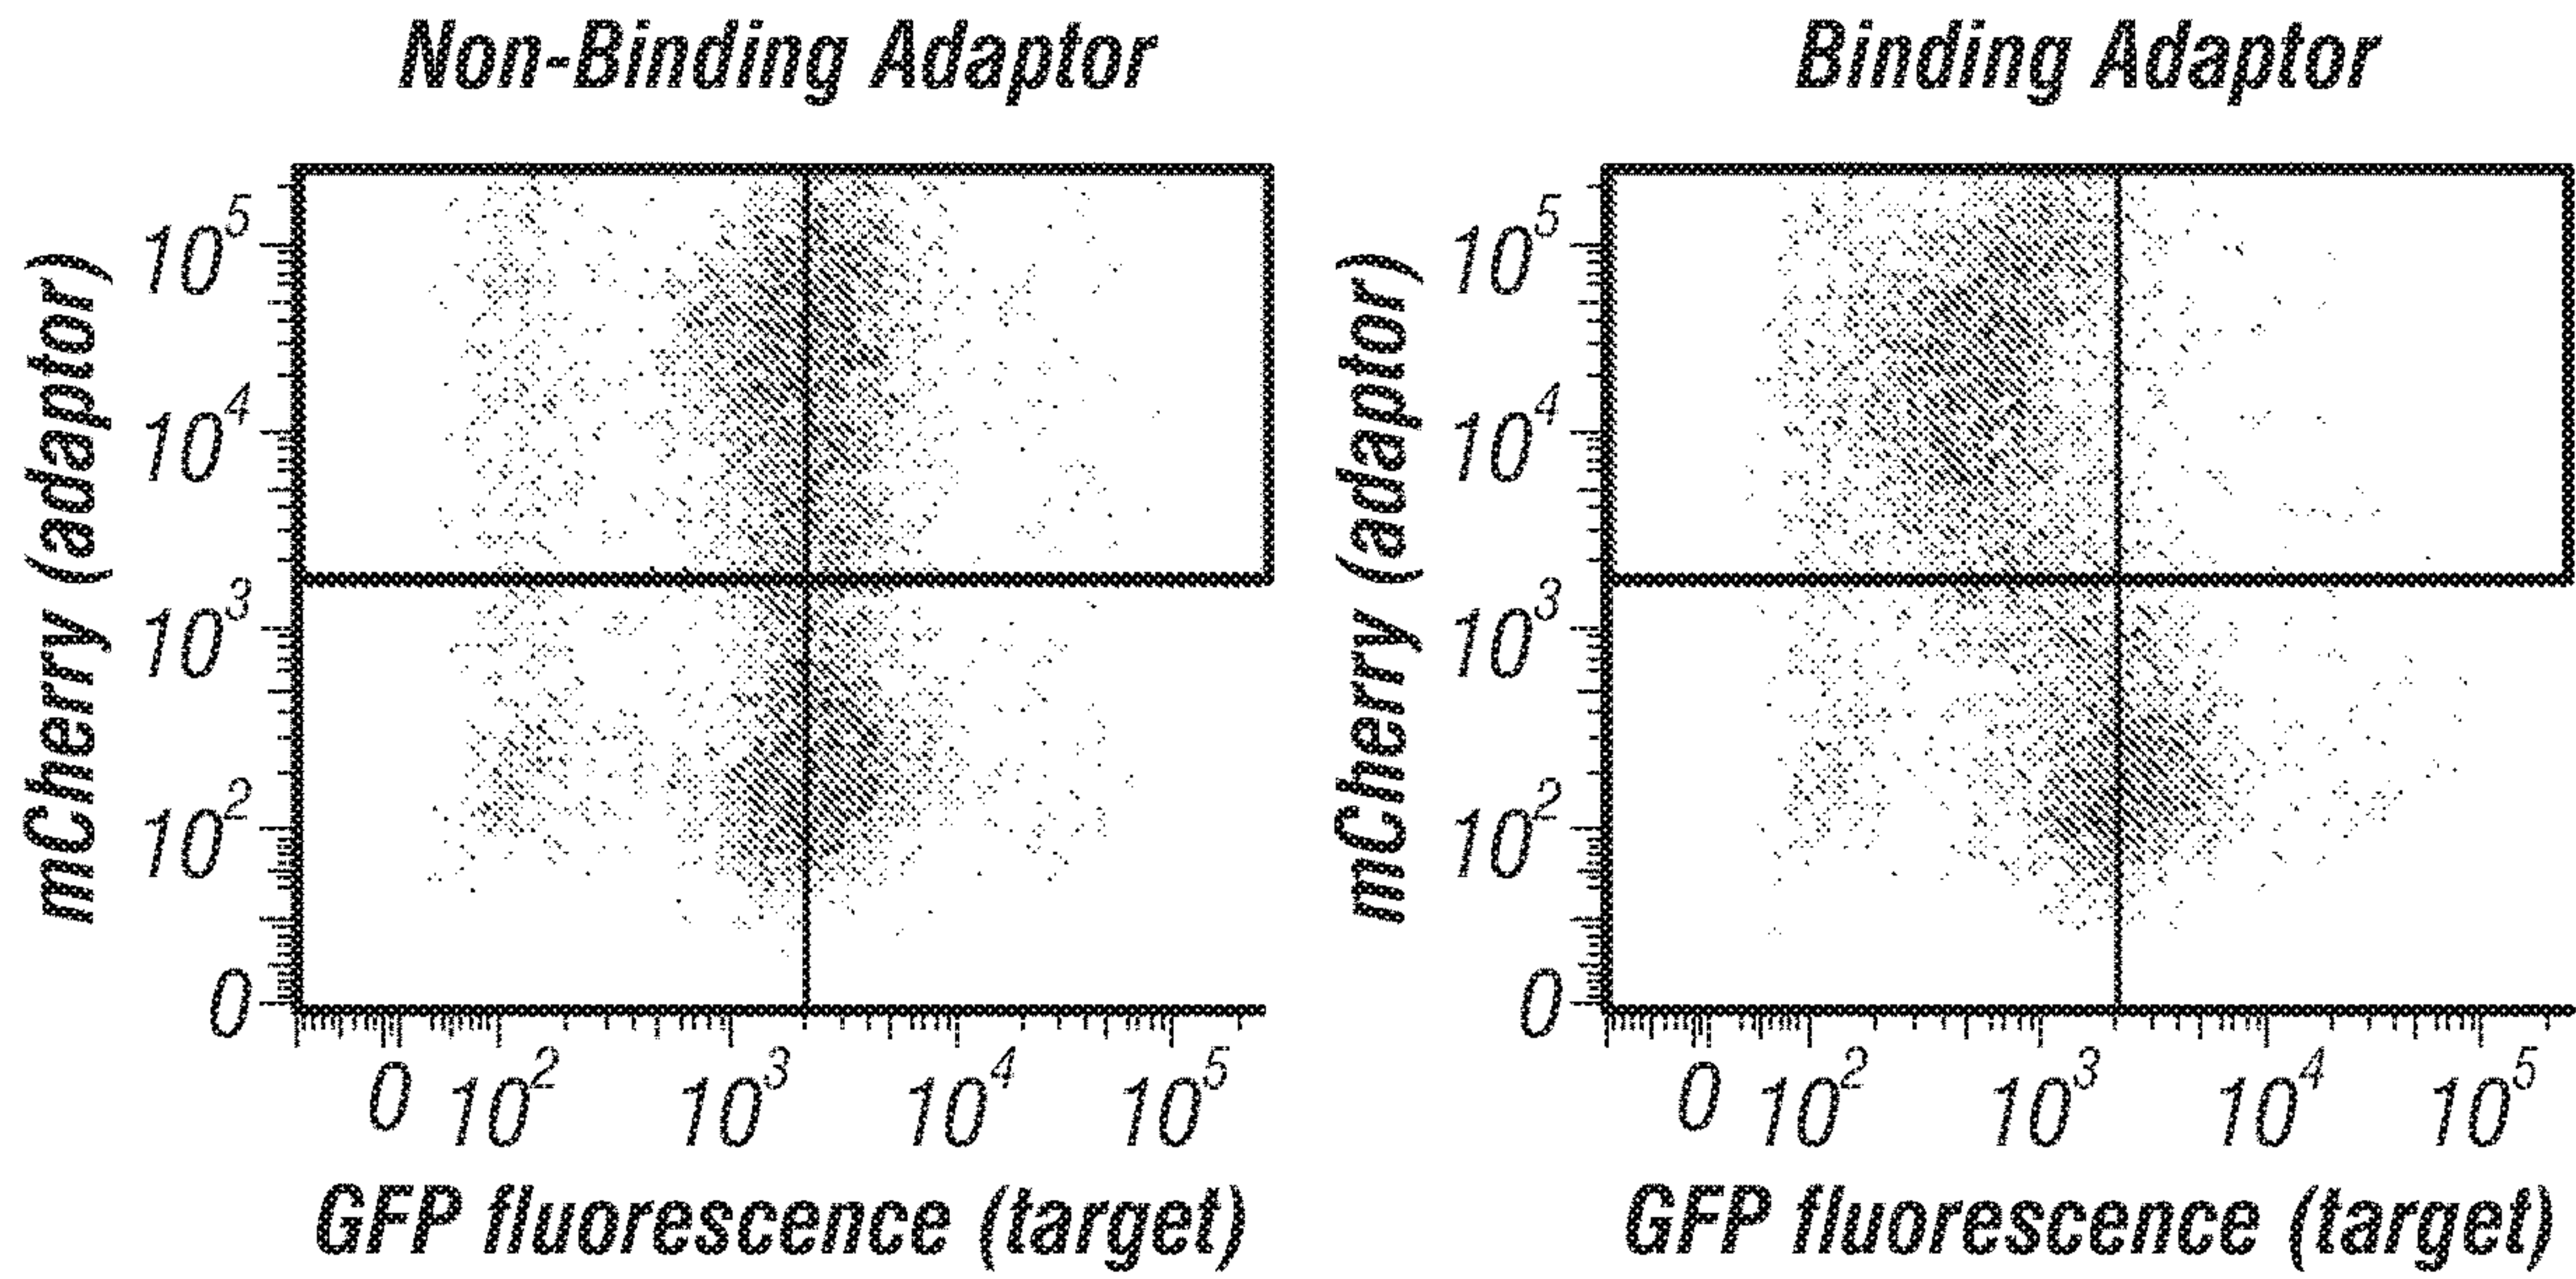 Non-Binding Adaptor
mCherry (adaptor)
10^5
10^4
10^3
10^2
0
0 10^2 10^3 10^4 10^5
GFP fluorescence (target)
Binding Adaptor
mCherry (adaptor)
10^5
10^4
10^3
10^2
0
0 10^2 10^3 10^4 10^5
GFP fluorescence (target)